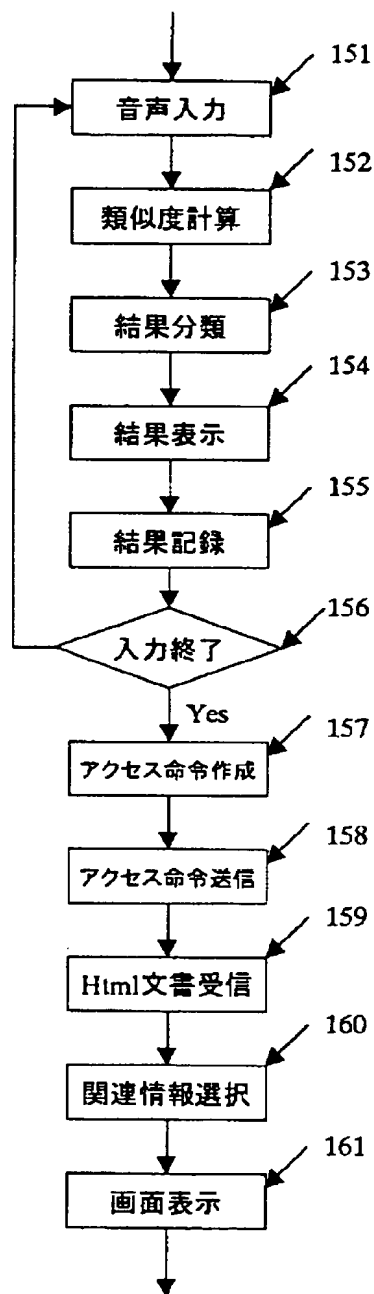 151
音声入力
152
類似度計算
153
結果分類
154
結果表示
155
結果記録
156
入力終了
Yes
157
アクセス命令作成
158
アクセス命令送信
159
Html文書受信
160
関連情報選択
161
画面表示